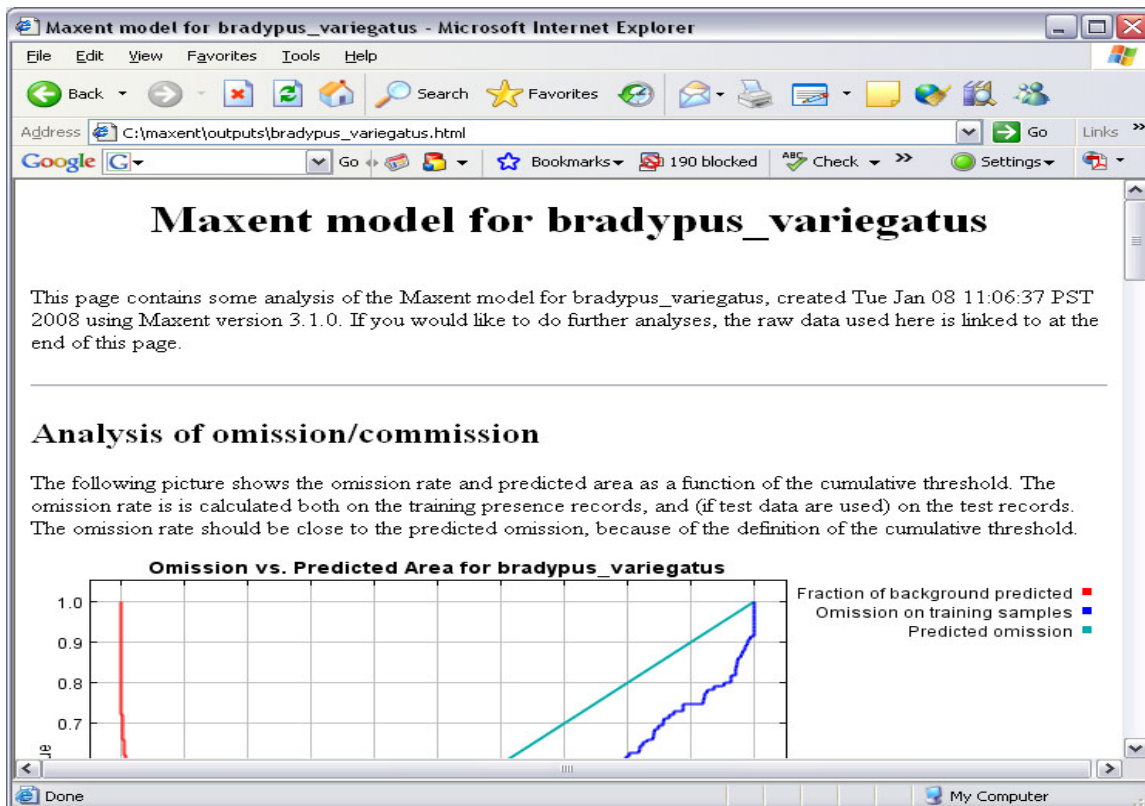 Maxent model for bradypus_variegatus - Microsoft Internet Explorer
File Edit View Favorites Tools Help
Back Search Favorites
Address C:\maxent\outputs\bradypus_variegatus.html Go Links »
Google G Go Bookmarks 190 blocked ABC Check » Settings
Maxent model for bradypus_variegatus
This page contains some analysis of the Maxent model for bradypus_variegatus, created Tue Jan 08 11:06:37 PST
2008 using Maxent version 3.1.0. If you would like to do further analyses, the raw data used here is linked to at the
end of this page.
Analysis of omission/commission
The following picture shows the omission rate and predicted area as a function of the cumulative threshold. The
omission rate is is calculated both on the training presence records, and (if test data are used) on the test records.
The omission rate should be close to the predicted omission, because of the definition of the cumulative threshold.
Omission vs. Predicted Area for bradypus_variegatus
Fraction of background predicted
Omission on training samples
Predicted omission
1.0
0.9
0.8
0.7
Done My Computer